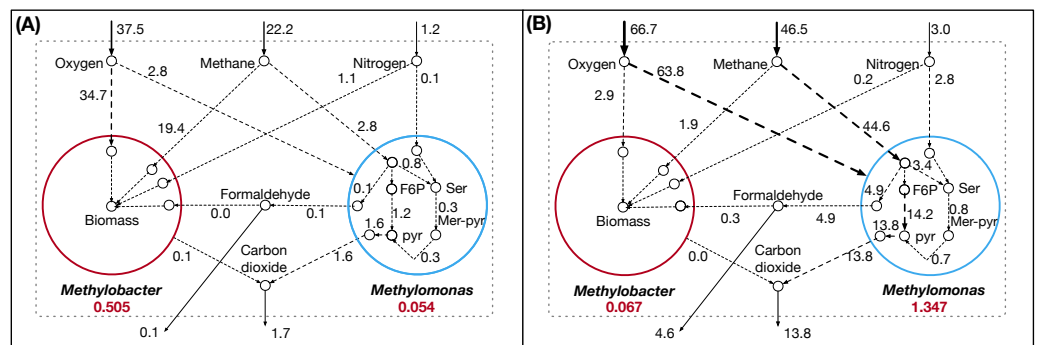 (A)
37.5
22.2
1.2
Oxygen
2.8
Methane
1.1
Nitrogen
0.1
34.7
19.4
2.8
0.8
0.1
F6P
Ser
Formaldehyde
1.2
0.3
Biomass
0.0
0.1
1.6
Mer-pyr
pyr
0.1
Carbon
dioxide
1.6
0.3
Methylobacter
0.505
Methylomonas
0.054
0.1
1.7
(B)
66.7
46.5
3.0
Oxygen
63.8
Methane
0.2
Nitrogen
2.8
2.9
1.9
44.6
3.4
4.9
F6P
Ser
Formaldehyde
14.2
0.8
Biomass
0.3
4.9
13.8
Mer-pyr
pyr
0.0
Carbon
dioxide
13.8
0.7
Methylobacter
0.067
Methylomonas
1.347
4.6
13.8